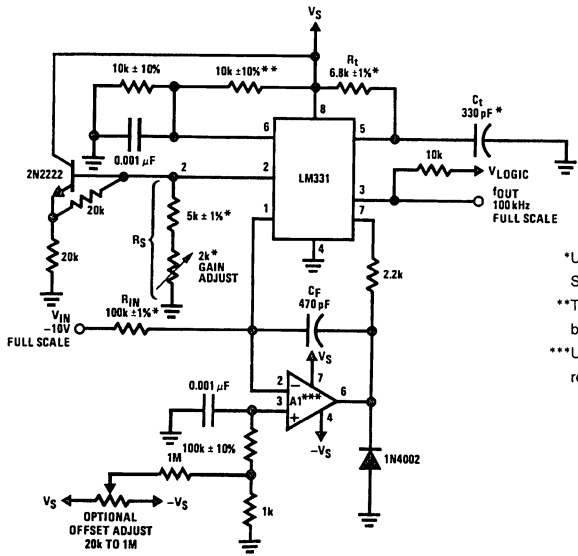 VS
10k ± 10%
10k ±10%**
Rt
6.8k ±1%*
Ct
330 pF*
8
6
5
0.001 µF
10k
VLOGIC
2N2222
2
2
LM331
3
fOUT
100 kHz
FULL SCALE
20k
1
7
5k ± 1%*
4
RS
20k
2k*
GAIN
ADJUST
2.2k
*U
S
VIN
-10V
FULL SCALE
RIN
100k ±1%*
CF
470 pF
**T
b
VS
***U
re
2
7
0.001 µF
3
A1***
6
4
-VS
100k ± 10%
1N4002
1M
VS
-VS
1k
OPTIONAL
OFFSET ADJUST
20k TO 1M